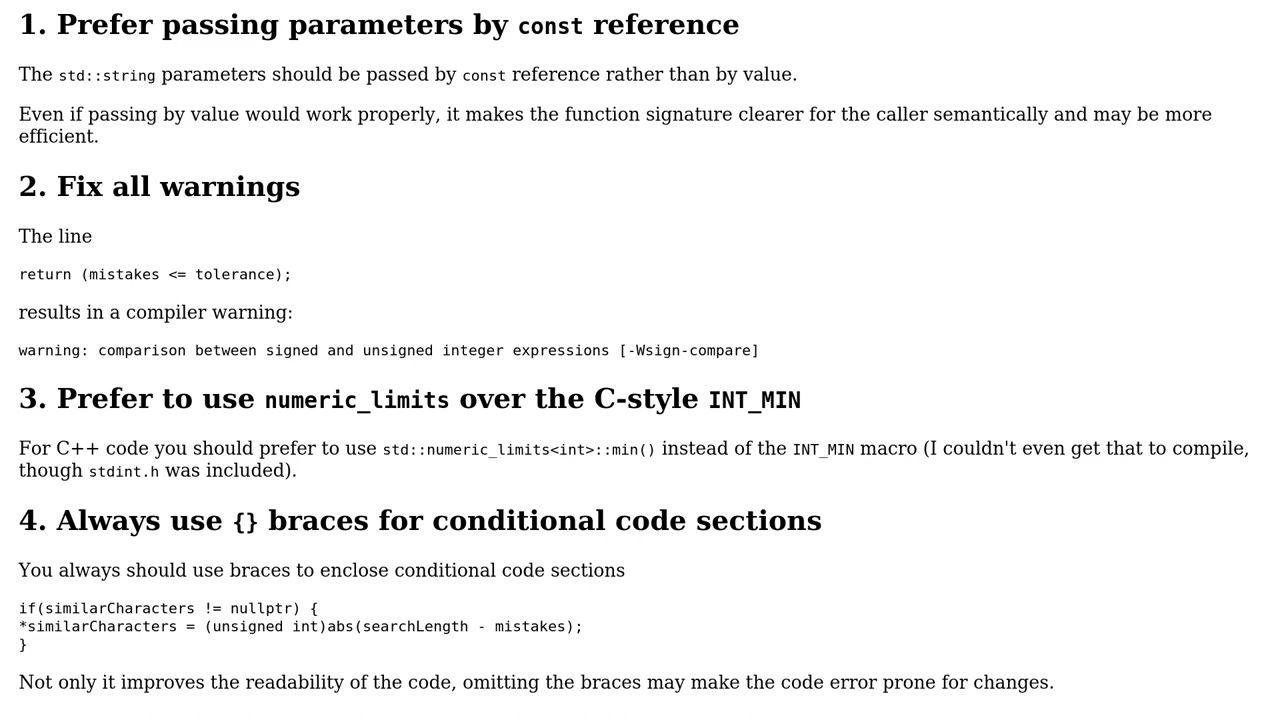 1. Prefer passing parameters by const reference
The std::string parameters should be passed by const reference rather than by value.
Even if passing by value would work properly, it makes the function signature clearer for the caller semantically and may be more
efficient.
2. Fix all warnings
The line
return (mistakes <= tolerance);
results in a compiler warning:
warning: comparison between signed and unsigned integer expressions [-Wsign-compare]
3. Prefer to use numeric_limits over the C-style INT_MIN
For C++ code you should prefer to use std::numeric_limits<int>::min() instead of the INT_MIN macro (I couldn't even get that to compile,
though stdint.h was included).
4. Always use {} braces for conditional code sections
You always should use braces to enclose conditional code sections
if(similarCharacters != nullptr) {
*similarCharacters = (unsigned int)abs(searchLength - mistakes);
}
Not only it improves the readability of the code, omitting the braces may make the code error prone for changes.